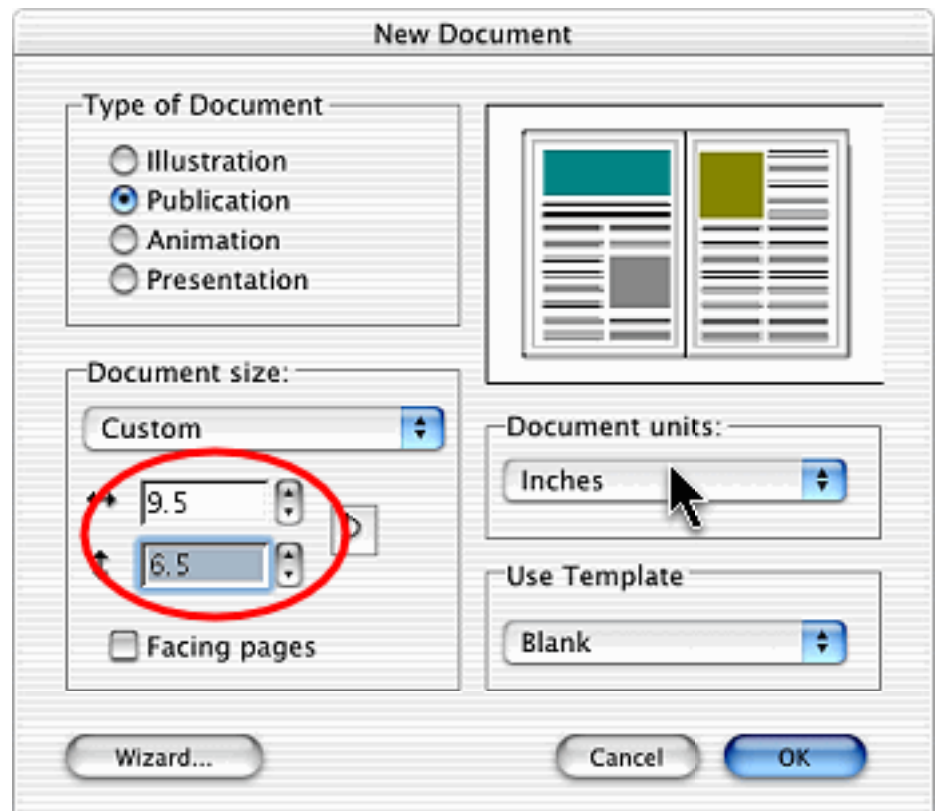 New Document
Type of Document
Illustration
Publication
Animation
Presentation
Document size:
Custom
9.5
6.5
Facing pages
Document units:
Inches
Use Template
Blank
Wizard...
Cancel
OK